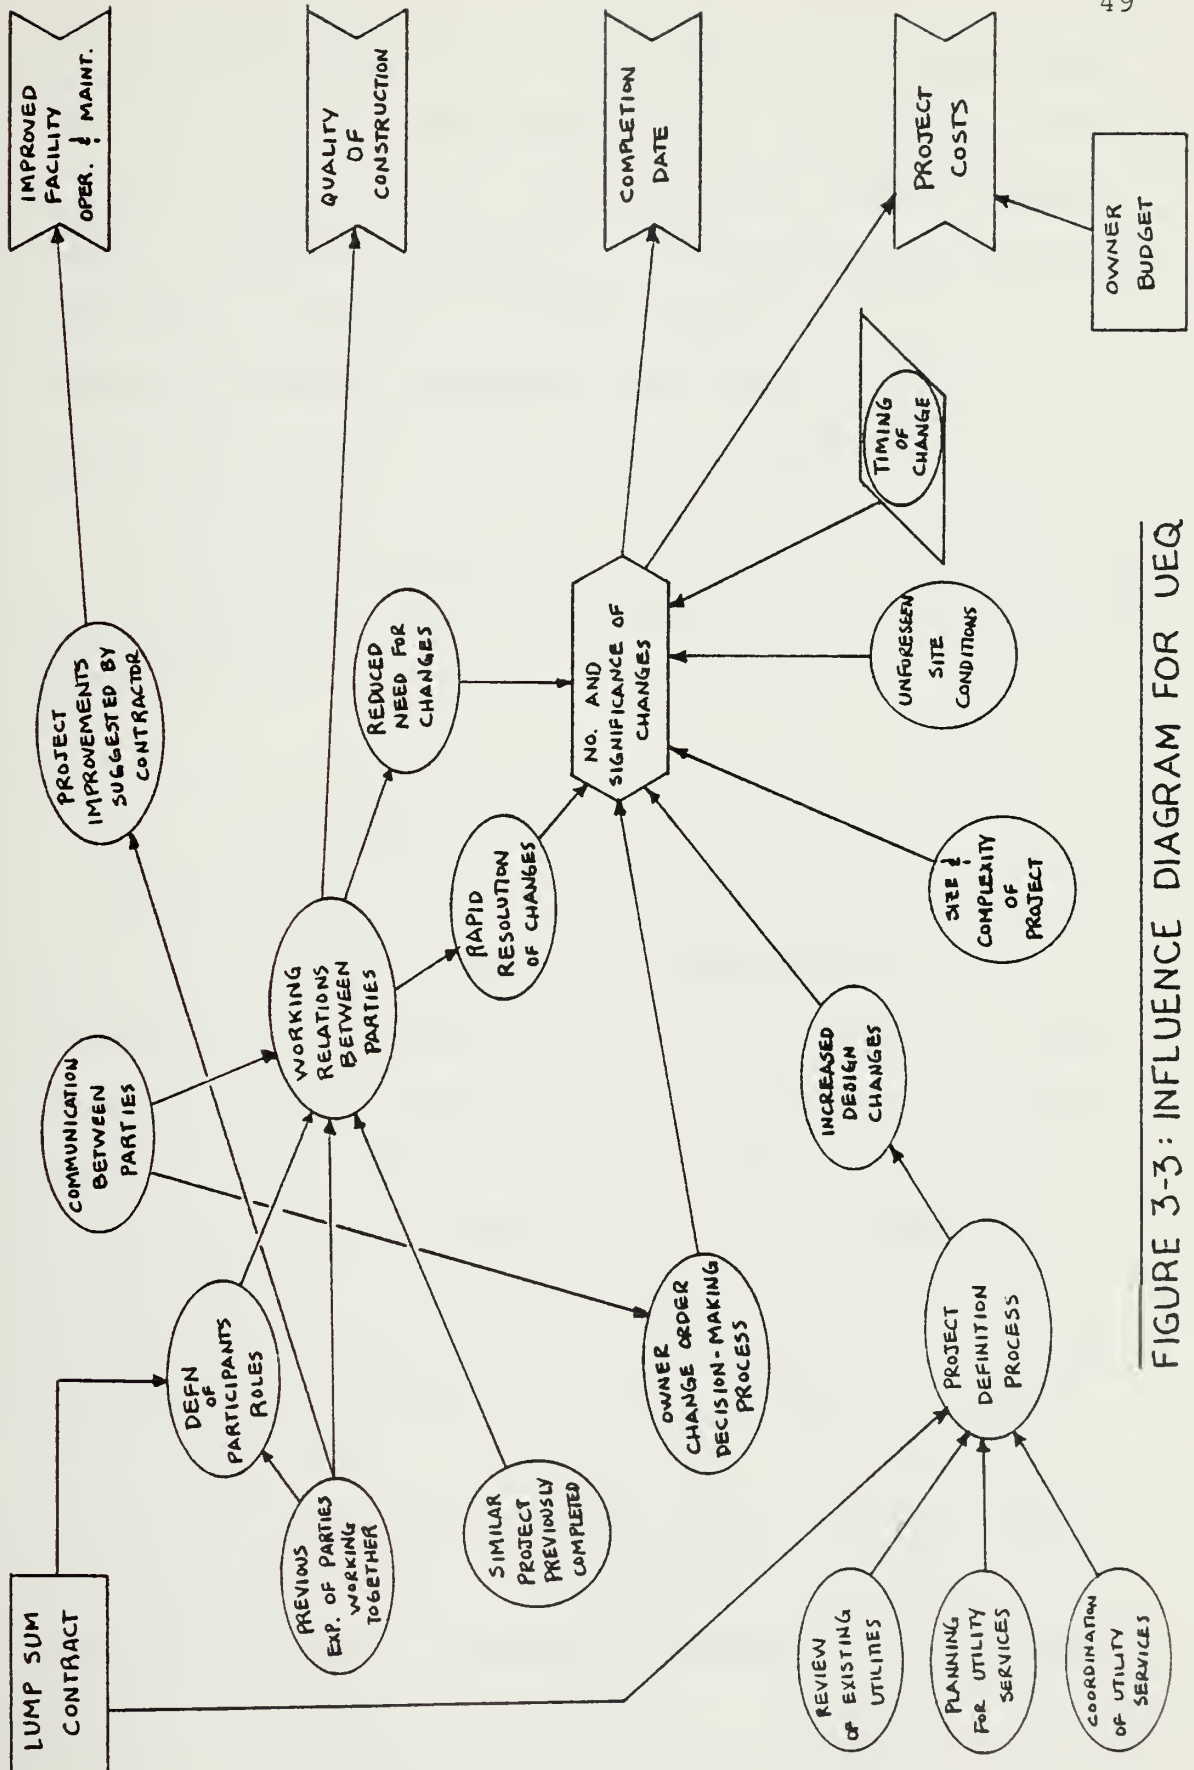 49
LUMP SUM
CONTRACT
DEFN
OF
PARTICIPANTS
ROLES
PREVIOUS
EXP. OF PARTIES
WORKING
TOGETHER
SIMILAR
PROJECT
PREVIOUSLY
COMPLETED
COMMUNICATION
BETWEEN
PARTIES
OWNER
CHANGE ORDER
DECISION-MAKING
PROCESS
REVIEW
OF EXISTING
UTILITIES
PLANNING
FOR UTILITY
SERVICES
COORDINATION
OF UTILITY
SERVICES
PROJECT
DEFINITION
PROCESS
WORKING
RELATIONS
BETWEEN
PARTIES
PROJECT
IMPROVEMENTS
SUGGESTED BY
CONTRACTOR
REDUCED
NEED FOR
CHANGES
RAPID
RESOLUTION
OF CHANGES
INCREASED
DEDIGN
CHANGES
NO. AND
SIGNIFICANCE OF
CHANGES
SIZE &
COMPLEXITY
OF
PROJECT
UNFORESEEN
SITE
CONDITIONS
TIMING
OF
CHANGE
IMPROVED
FACILITY
OPER. & MAINT.
QUALITY
OF
CONSTRUCTION
COMPLETION
DATE
PROJECT
COSTS
OWNER
BUDGET
FIGURE 3-3: INFLUENCE DIAGRAM FOR UEQ